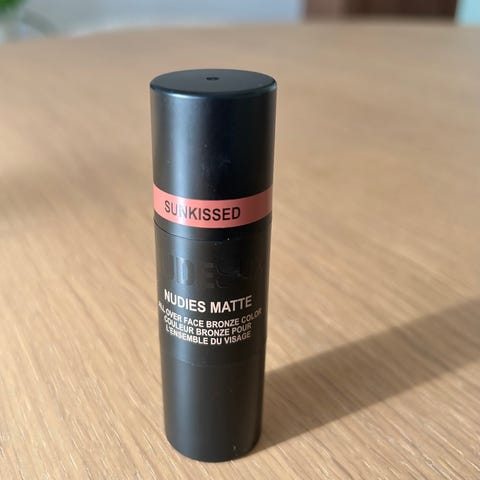 SUNKISSED
NUDIES MATTE
ALL OVER FACE BRONZE COLOR
COULEUR BRONZE POUR
L'ENSEMBLE DU VISAGE